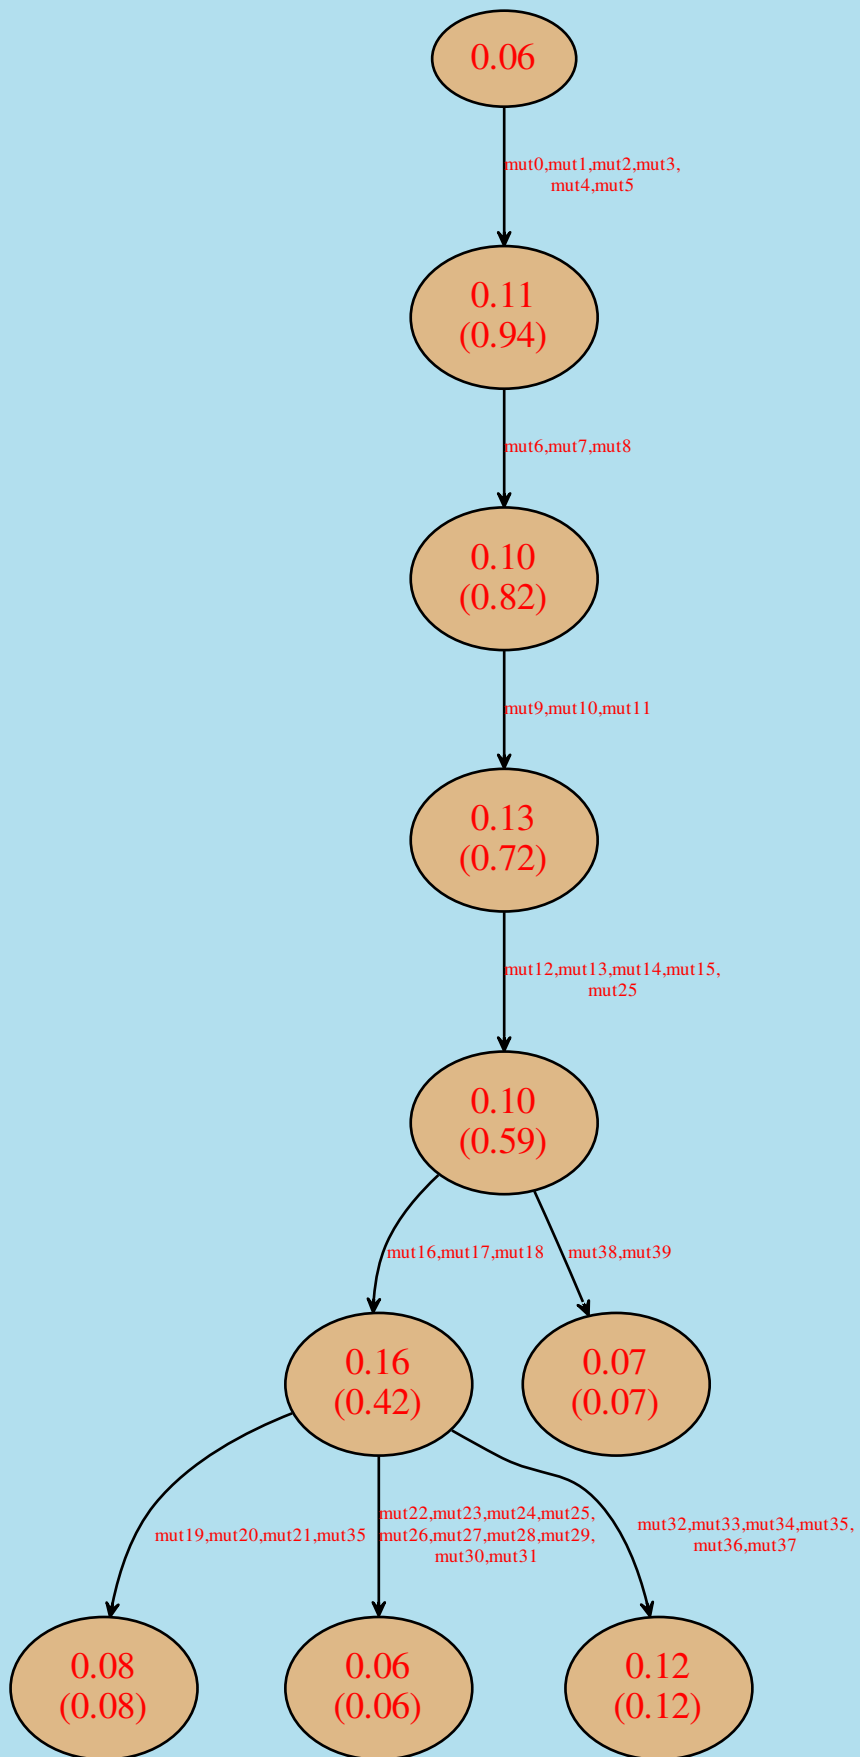 0.06
mut0,mut1,mut2,mut3,
mut4,mut5
0.11
(0.94)
mut6,mut7,mut8
0.10
(0.82)
mut9,mut10,mut11
0.13
(0.72)
mut12,mut13,mut14,mut15,
mut25
0.10
(0.59)
mut16,mut17,mut18
mut38,mut39
0.16
(0.42)
0.07
(0.07)
mut19,mut20,mut21,mut35
mut22,mut23,mut24,mut25,
mut26,mut27,mut28,mut29,
mut30,mut31
mut32,mut33,mut34,mut35,
mut36,mut37
0.08
(0.08)
0.06
(0.06)
0.12
(0.12)